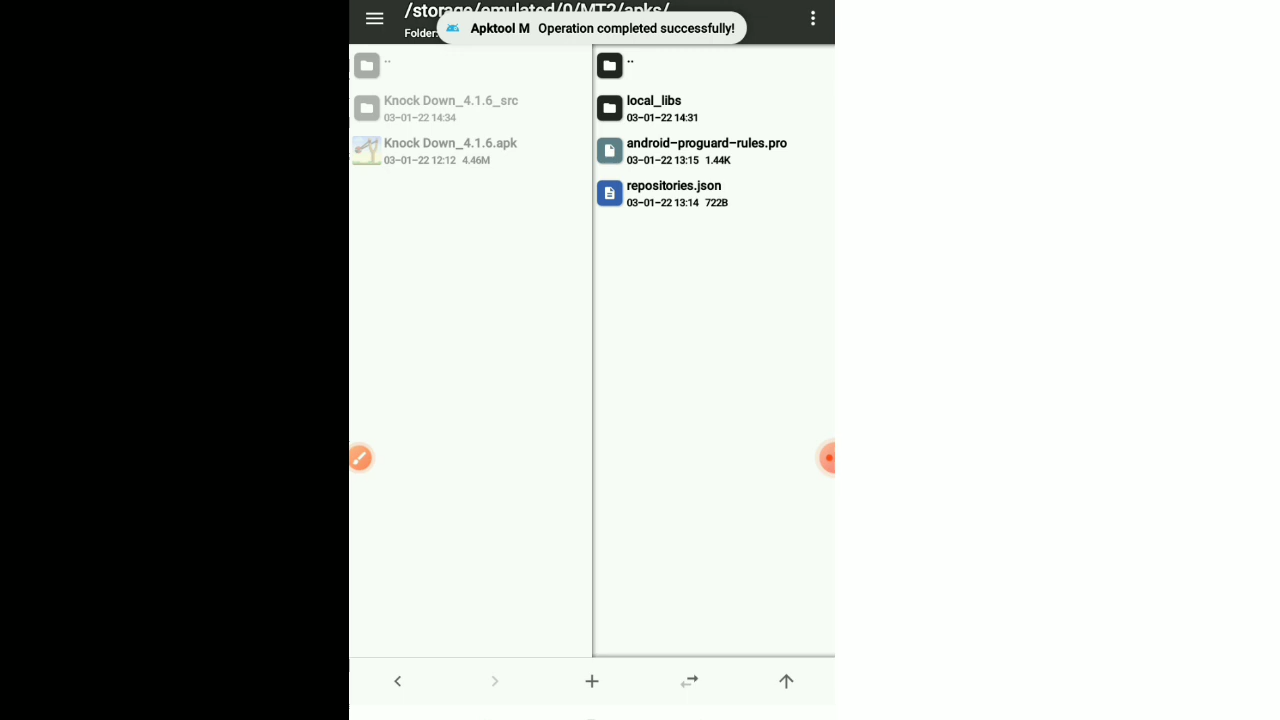 /storage/emulated/0/MT2/apks/
Folder:
Apktool M Operation completed successfully!
..
Knock Down_4.1.6_src
03-01-22 14:34
Knock Down_4.1.6.apk
03-01-22 12:12 4.46M
..
local_libs
03-01-22 14:31
android-proguard-rules.pro
03-01-22 13:15 1.44K
repositories.json
03-01-22 13:14 722B